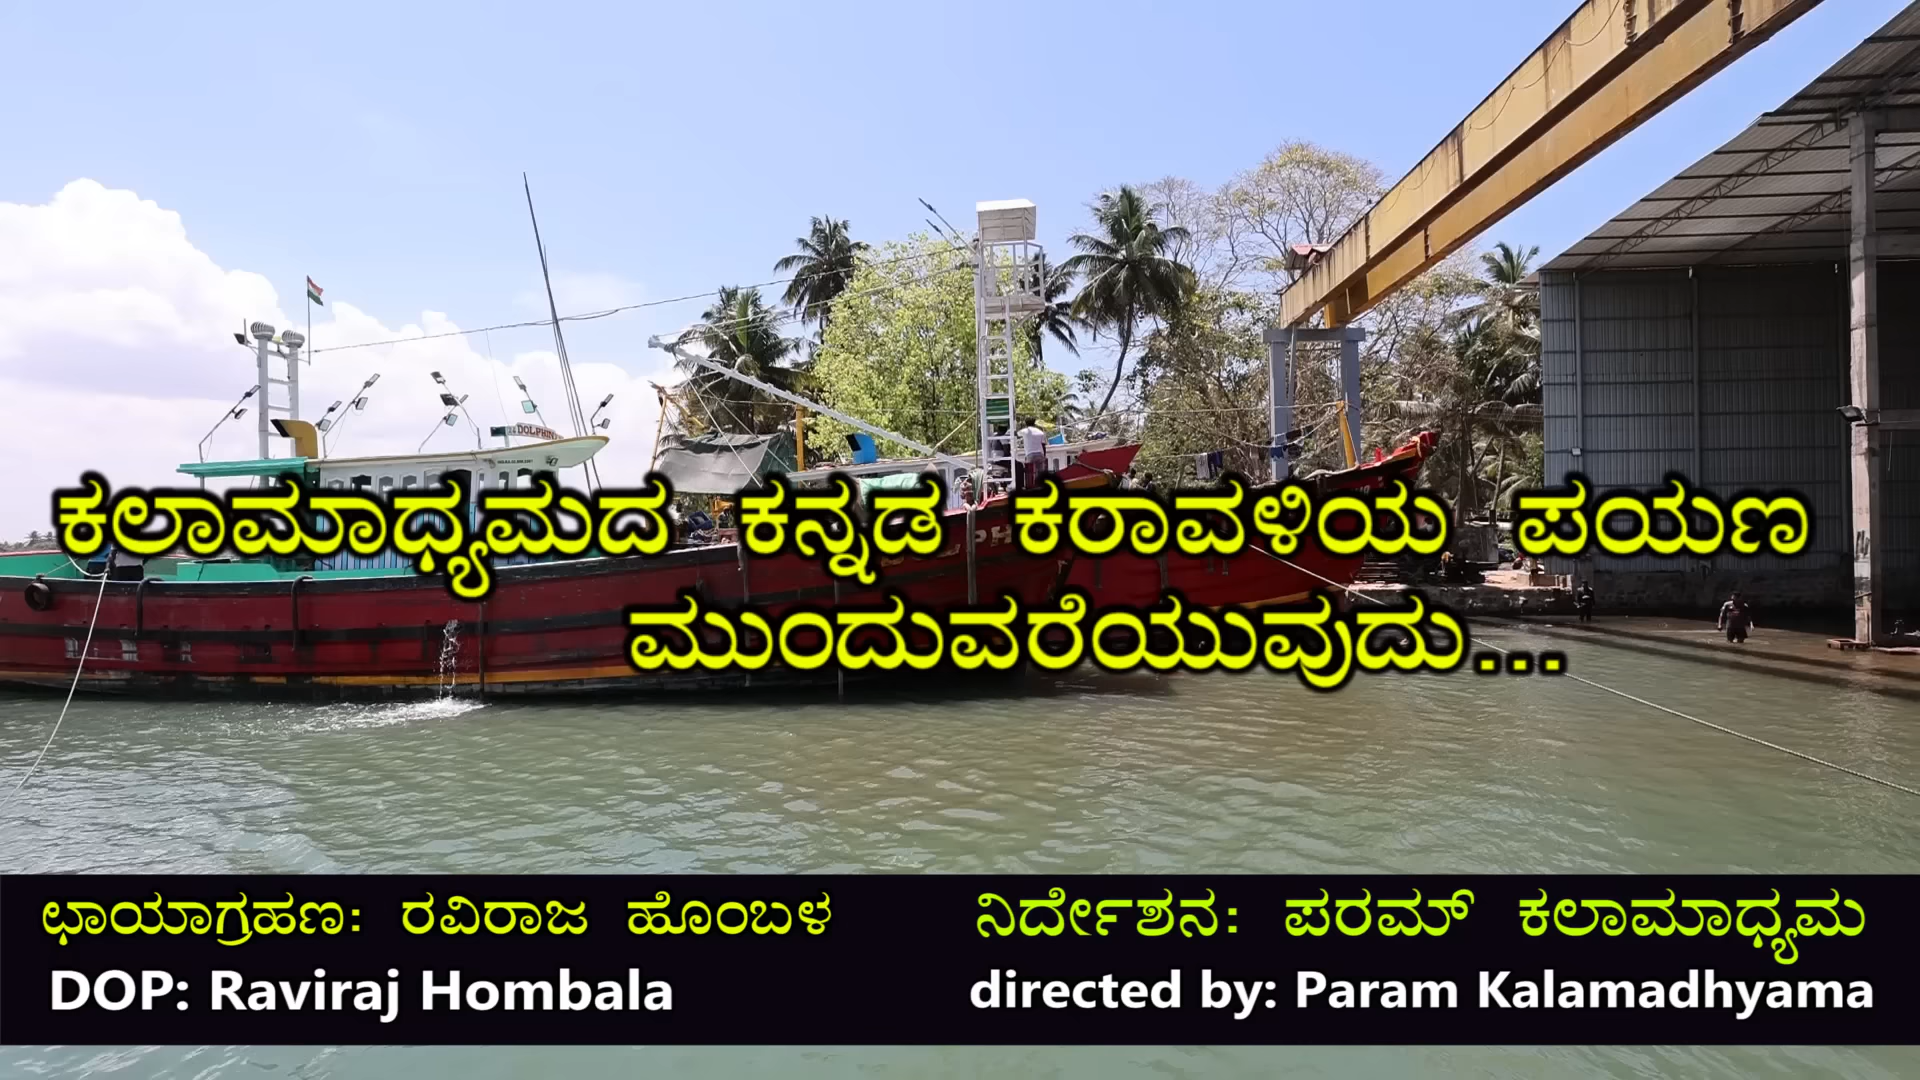 DOLPHIN
ಕಲಾಮಾಧ್ಯಮದ ಕನ್ನಡ ಕರಾವಳಿಯ ಪಯಣ
ಮುಂದುವರೆಯುವುದು...
ಛಾಯಾಗ್ರಹಣ: ರವಿರಾಜ ಹೊಂಬಳ
ನಿರ್ದೇಶನ: ಪರಮ್ ಕಲಾಮಾಧ್ಯಮ
DOP: Raviraj Hombala
directed by: Param Kalamadhyama